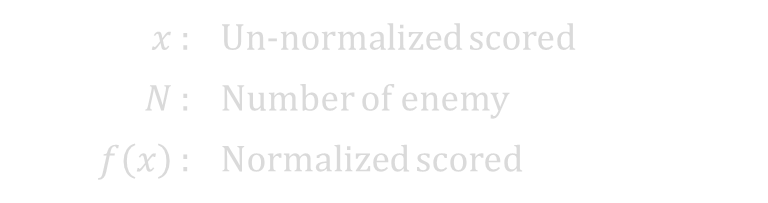 x : Un-normalized scored
N : Number of enemy
f(x) : Normalized scored